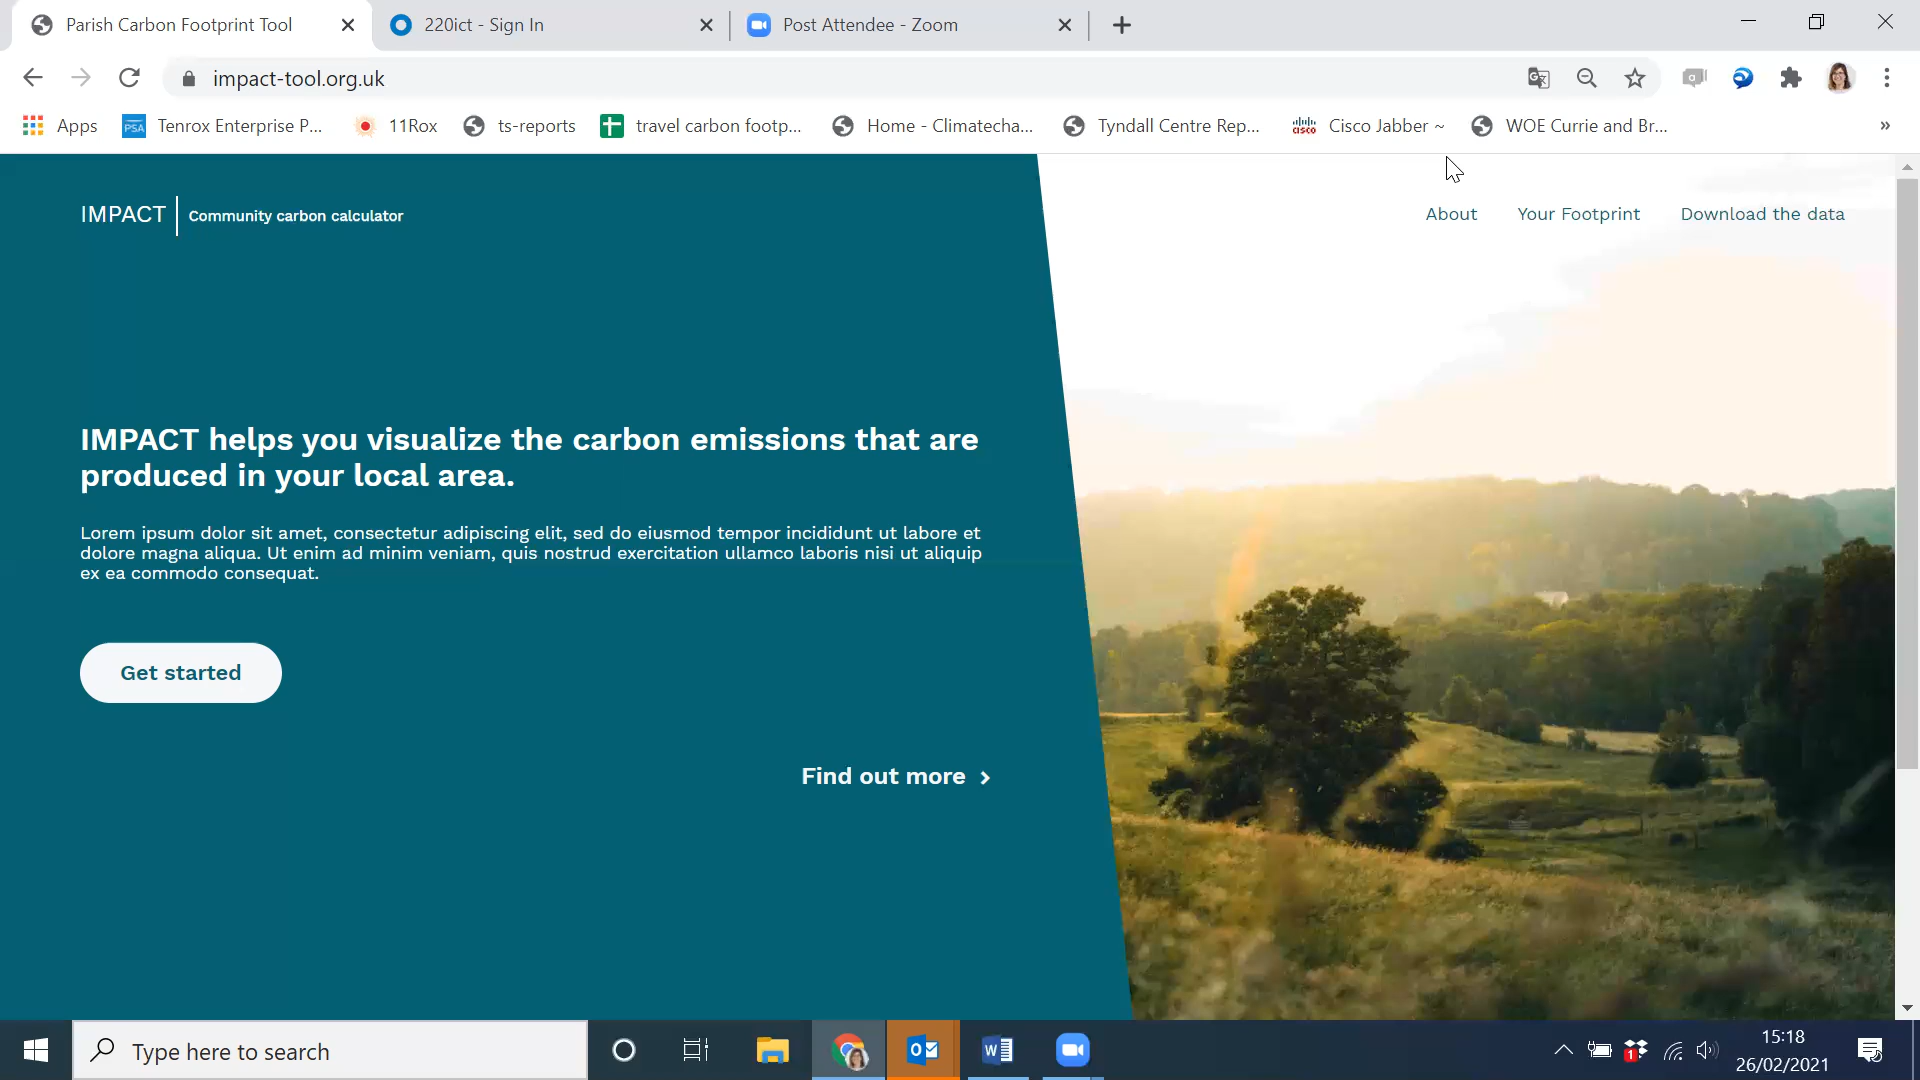 Parish Carbon Footprint Tool
220ict - Sign In
Post Attendee - Zoom
impact-tool.org.uk
Apps
PSA
Tenrox Enterprise P...
11Rox
ts-reports
travel carbon footp...
Home - Climatecha...
Tyndall Centre Rep...
CISCO
Cisco Jabber ~
WOE Currie and Br...
»
IMPACT
Community carbon calculator
About
Your Footprint
Download the data
IMPACT helps you visualize the carbon emissions that are
produced in your local area.
Lorem ipsum dolor sit amet, consectetur adipiscing elit, sed do eiusmod tempor incididunt ut labore et
dolore magna aliqua. Ut enim ad minim veniam, quis nostrud exercitation ullamco laboris nisi ut aliquip
ex ea commodo consequat.
Get started
Find out more
Type here to search
1
15:18
26/02/2021